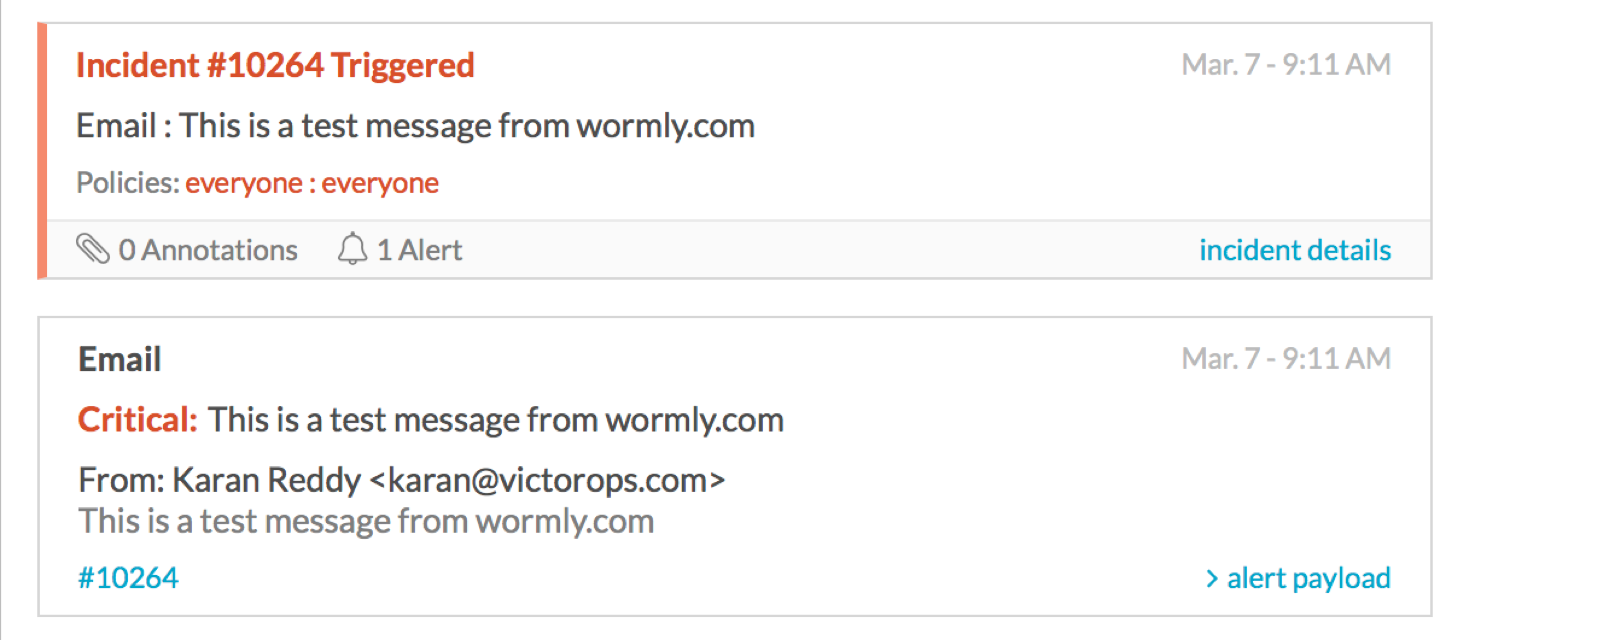 Incident #10264 Triggered
Mar. 7 - 9:11 AM
Email : This is a test message from wormly.com
Policies: everyone : everyone
0 Annotations
1 Alert
incident details
Email
Mar. 7 - 9:11 AM
Critical: This is a test message from wormly.com
From: Karan Reddy <karan@victorops.com>
This is a test message from wormly.com
#10264
> alert payload